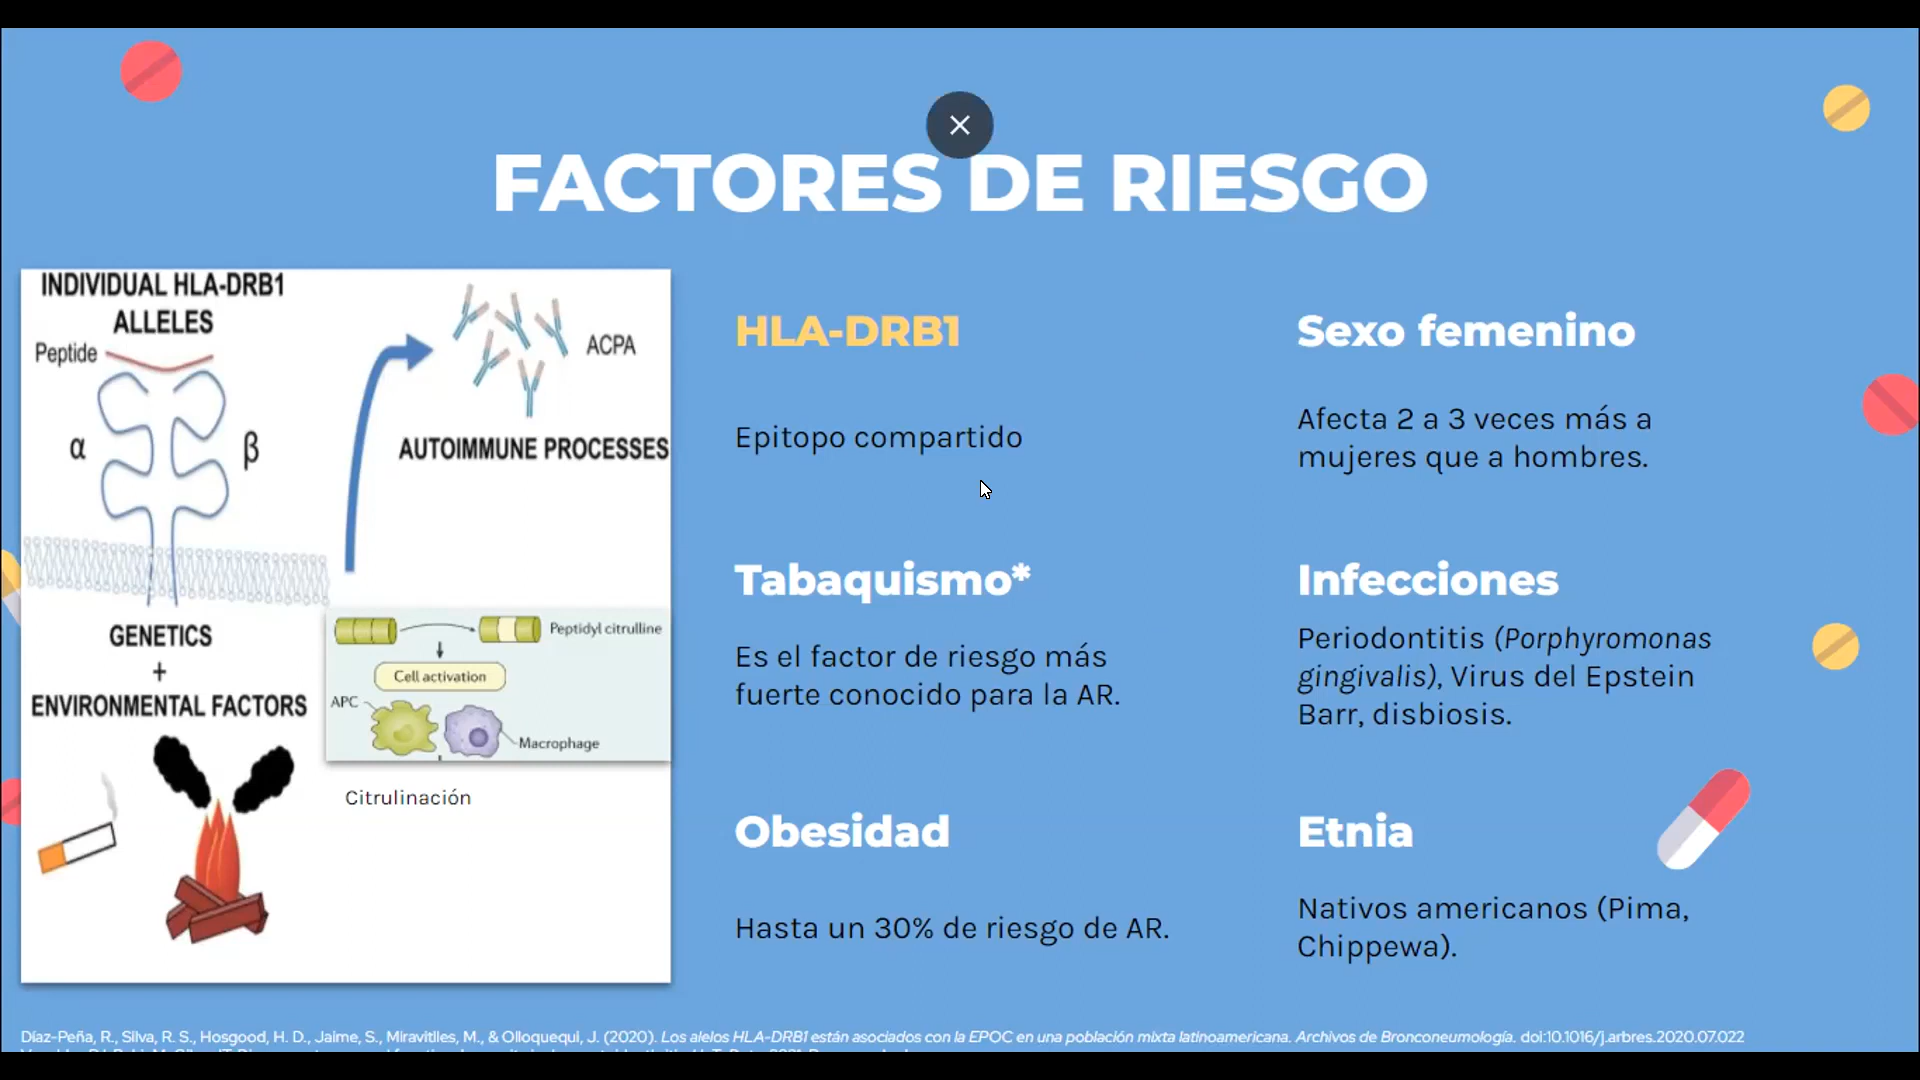 FACTORES DE RIESGO
INDIVIDUAL HLA-DRB1
ALLELES
Peptide
α
β
ACPA
AUTOIMMUNE PROCESSES
GENETICS
+
ENVIRONMENTAL FACTORS
Peptidyl citrulline
Cell activation
APC
Macrophage
Citrulinación
HLA-DRB1
Epitopo compartido
Sexo femenino
Afecta 2 a 3 veces más a
mujeres que a hombres.
Tabaquismo*
Es el factor de riesgo más
fuerte conocido para la AR.
Infecciones
Periodontitis (Porphyromonas
gingivalis), Virus del Epstein
Barr, disbiosis.
Obesidad
Hasta un 30% de riesgo de AR.
Etnia
Nativos americanos (Pima,
Chippewa).
Díaz-Peña, R., Silva, R. S., Hosgood, H. D., Jaime, S., Miravitlles, M., & Olloquequi, J. (2020). Los alelos HLA-DRB1 están asociados con la EPOC en una población mixta latinoamericana. Archivos de Bronconeumología. doi:10.1016/j.arbres.2020.07.022